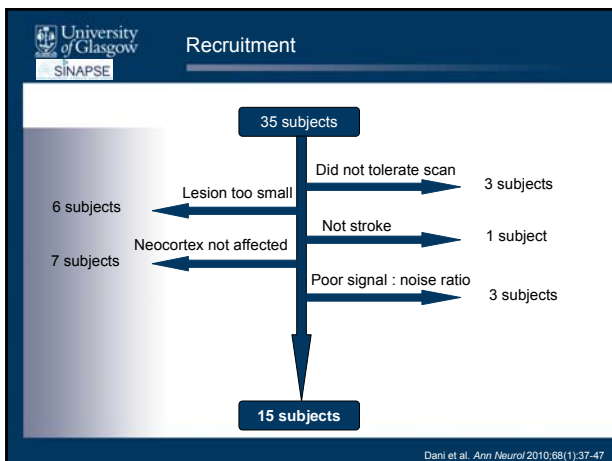 University
of Glasgow
SINAPSE
Recruitment
35 subjects
Did not tolerate scan
3 subjects
Lesion too small
6 subjects
Not stroke
1 subject
Neocortex not affected
7 subjects
Poor signal : noise ratio
3 subjects
15 subjects
Dani et al. Ann Neurol 2010;68(1):37-47